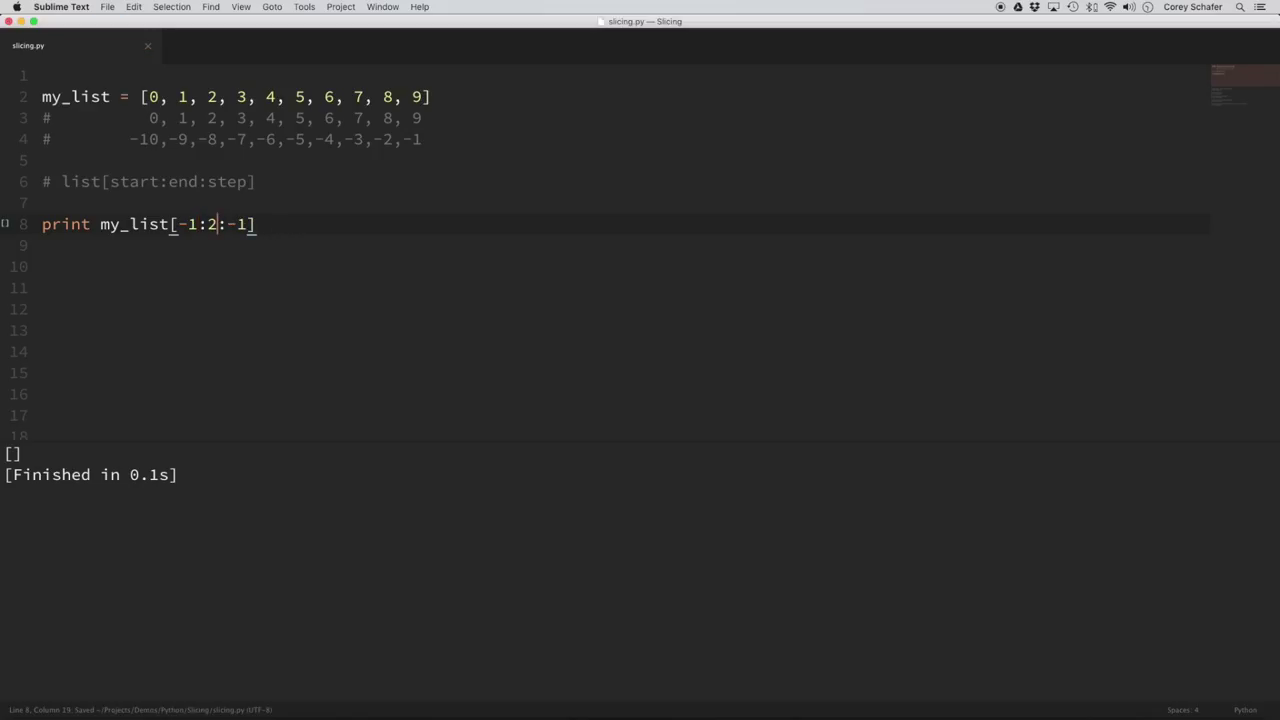 Sublime Text File Edit Selection Find View Goto Tools Project Window Help Corey Schafer
slicing.py — Slicing
slicing.py
1
2 my_list = [0, 1, 2, 3, 4, 5, 6, 7, 8, 9]
3 # 0, 1, 2, 3, 4, 5, 6, 7, 8, 9
4 # -10,-9,-8,-7,-6,-5,-4,-3,-2,-1
5
6 # list[start:end:step]
7
8 print my_list[-1:2:-1]
9
10
11
12
13
14
15
16
17
18
[]
[Finished in 0.1s]
Line 8, Column 19; Saved ~/Projects/Demos/Python/Slicing/slicing.py (UTF-8) Spaces: 4 Python